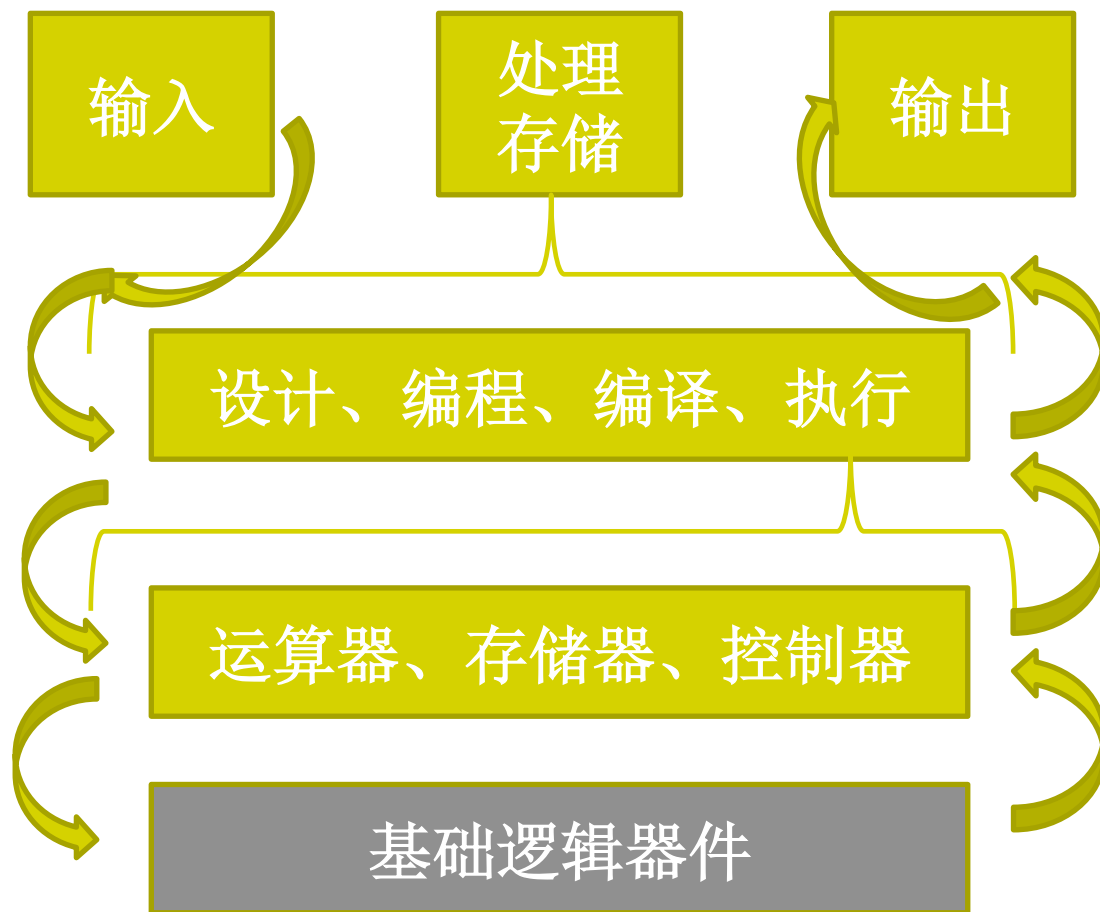 输入
处理
存储
输出
设计、编程、编译、执行
运算器、存储器、控制器
基础逻辑器件